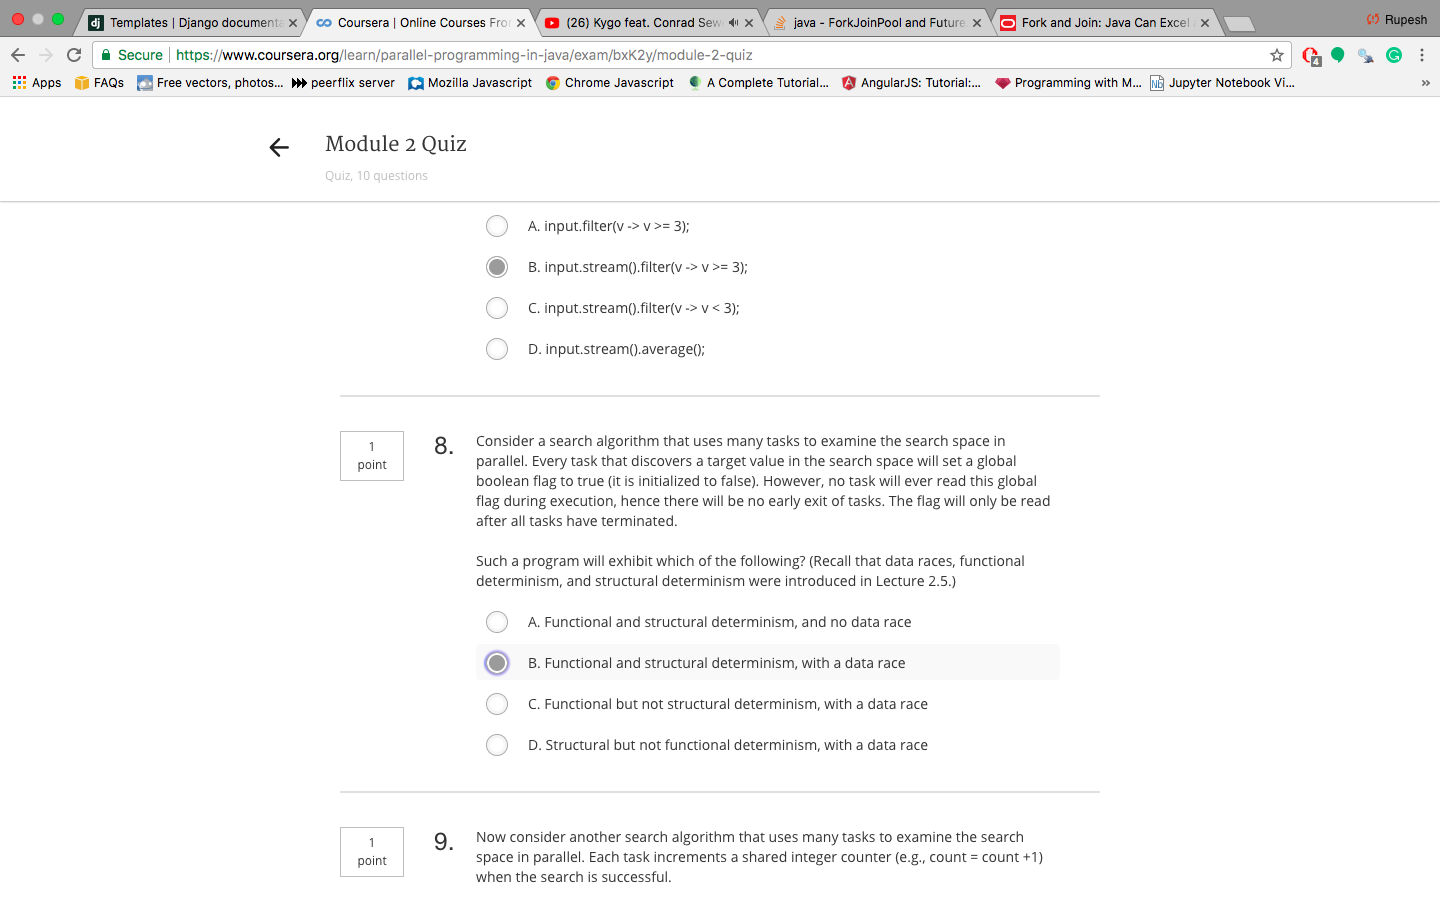 Templates | Django documenta
Coursera | Online Courses Fro
(26) Kygo feat. Conrad Sew
java - ForkJoinPool and Future
Fork and Join: Java Can Excel
Rupesh
Secure
https://www.coursera.org/learn/parallel-programming-in-java/exam/bxK2y/module-2-quiz
4
Apps
FAQs
Free vectors, photos...
peerflix server
Mozilla Javascript
Chrome Javascript
A Complete Tutorial...
AngularJS: Tutorial:...
Programming with M...
Jupyter Notebook Vi...
Module 2 Quiz
Quiz, 10 questions
A. input.filter(v -> v >= 3);
B. input.stream().filter(v -> v >= 3);
C. input.stream().filter(v -> v < 3);
D. input.stream().average();
1
point
8.
Consider a search algorithm that uses many tasks to examine the search space in
parallel. Every task that discovers a target value in the search space will set a global
boolean flag to true (it is initialized to false). However, no task will ever read this global
flag during execution, hence there will be no early exit of tasks. The flag will only be read
after all tasks have terminated.
Such a program will exhibit which of the following? (Recall that data races, functional
determinism, and structural determinism were introduced in Lecture 2.5.)
A. Functional and structural determinism, and no data race
B. Functional and structural determinism, with a data race
C. Functional but not structural determinism, with a data race
D. Structural but not functional determinism, with a data race
1
point
9.
Now consider another search algorithm that uses many tasks to examine the search
space in parallel. Each task increments a shared integer counter (e.g., count = count +1)
when the search is successful.